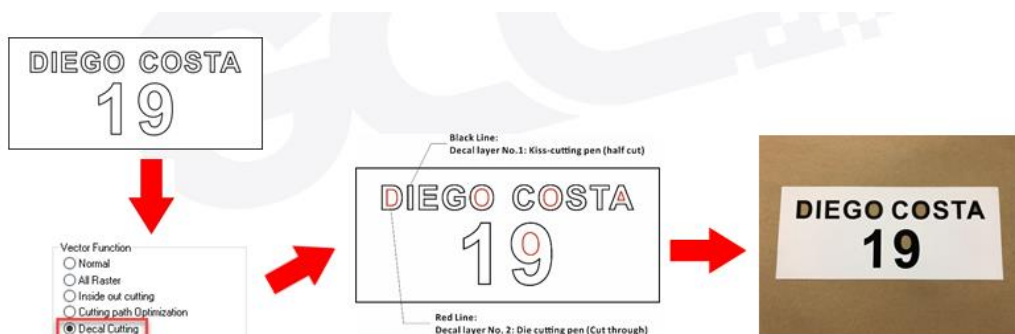 DIEGO COSTA
19
Vector Function
Normal
All Raster
Inside out cutting
Cutting path Optimization
Decal Cutting
Black Line:
Decal layer No.1: Kiss-cutting pen (half cut)
DIEGO COSTA
19
Red Line:
Decal layer No. 2: Die cutting pen (Cut through)
DIEGO COSTA
19